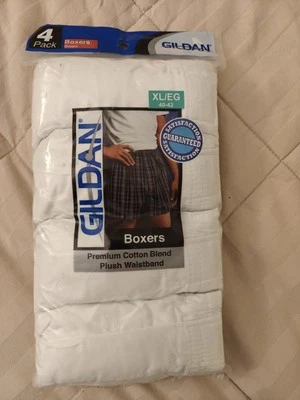 4
Pack
Boxers
GILDAN
XL/EG
40-42
SATISFACTION
GUARANTEED
SATISFACTION
GILDAN
Boxers
Premium Cotton Blend
Plush Waistband